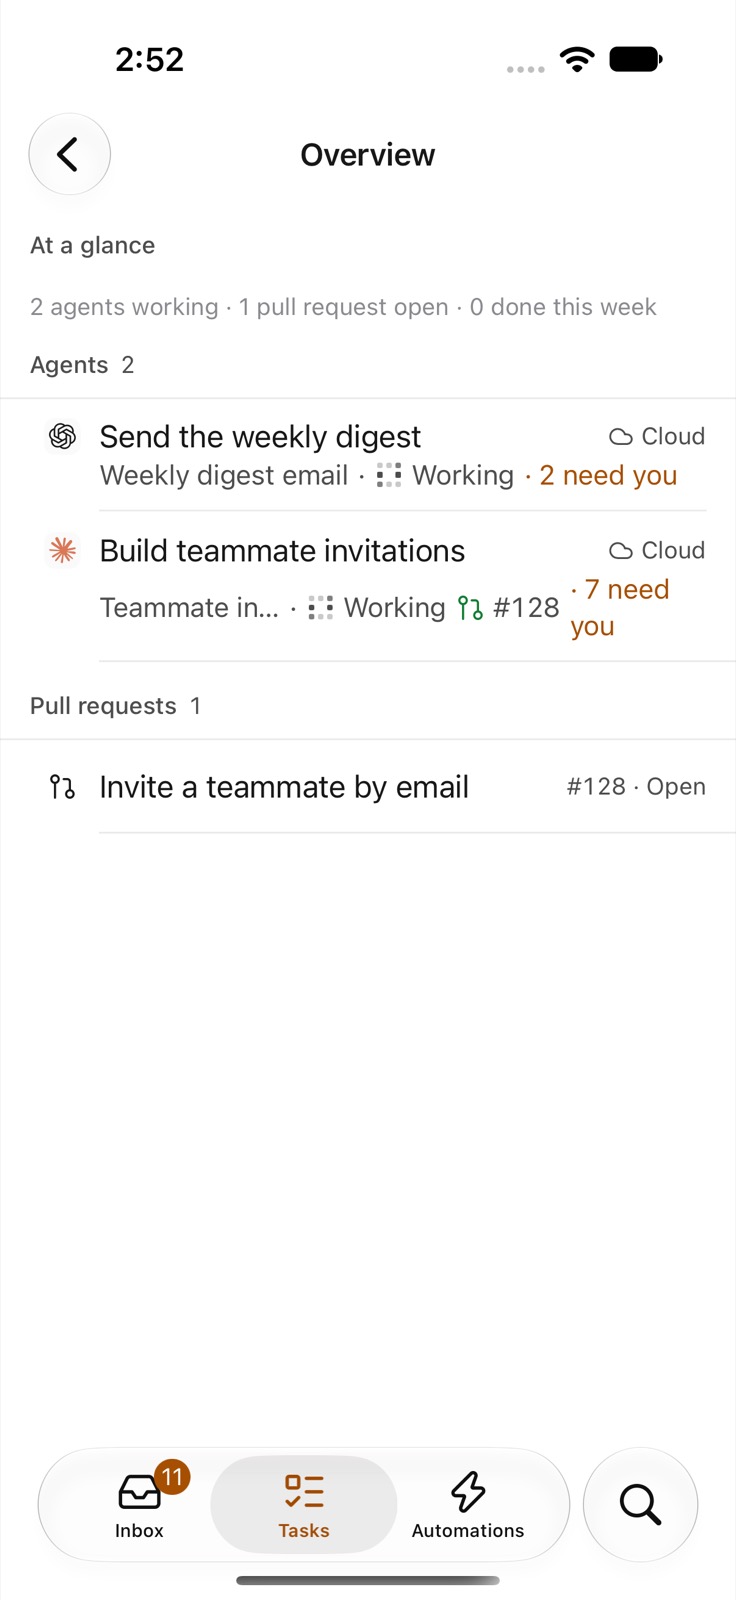 2:52
Overview
At a glance
2 agents working · 1 pull request open · 0 done this week
Agents 2
Send the weekly digest
Cloud
Weekly digest email · Working · 2 need you
Build teammate invitations
Cloud
Teammate in... · Working #128 · 7 need
you
Pull requests 1
Invite a teammate by email
#128 · Open
11
Inbox
Tasks
Automations